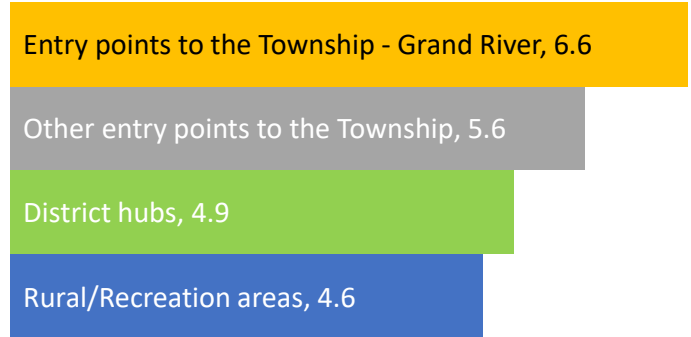 Entry points to the Township - Grand River, 6.6
Other entry points to the Township, 5.6
District hubs, 4.9
Rural/Recreation areas, 4.6